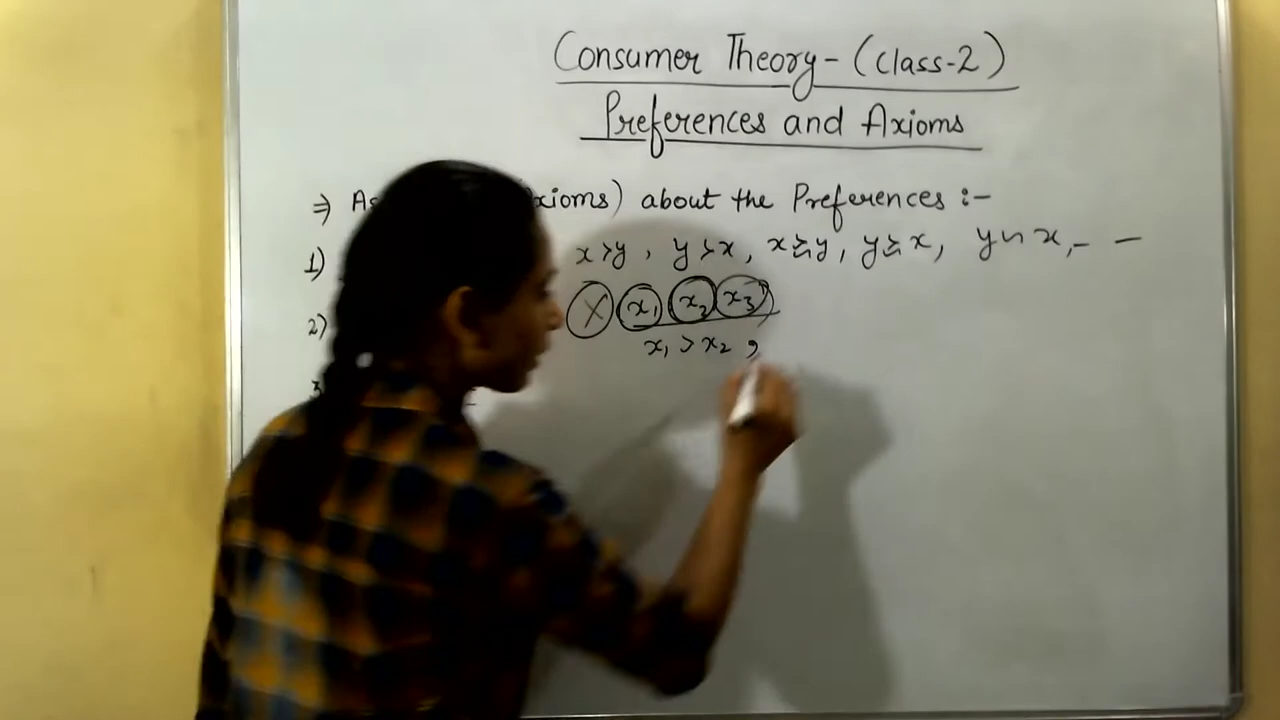 Consumer Theory - (Class-2)
Preferences and Axioms
⇒ As xioms) about the Preferences :-
1) x > y , y > x, x ≿ y, y ≿ x, y ∽ x, - -
2) X x₁ x₂ x₃
x₁ > x₂ ,
3